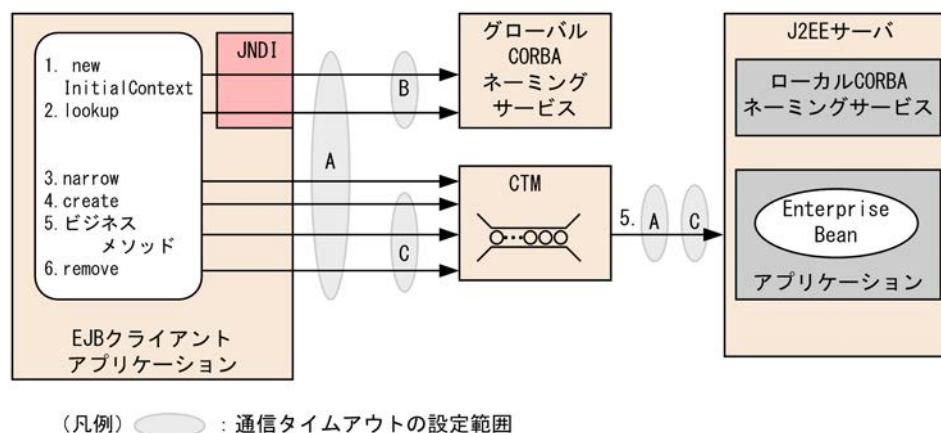 JNDI
1. new
InitialContext
2. lookup
3. narrow
4. create
5. ビジネス
メソッド
6. remove
EJBクライアント
アプリケーション
A
B
C
グローバル
CORBA
ネーミング
サービス
CTM
5.
A
C
J2EEサーバ
ローカルCORBA
ネーミングサービス
Enterprise
Bean
アプリケーション
(凡例) : 通信タイムアウトの設定範囲